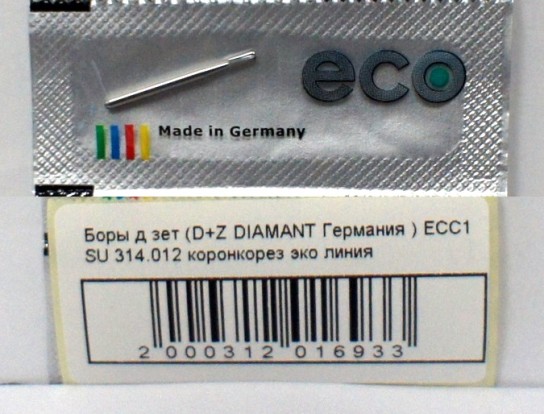 eco
Made in Germany
Боры д зет (D+Z DIAMANT Германия ) ECC1
SU 314.012 коронкорез эко линия
2 000312 016933